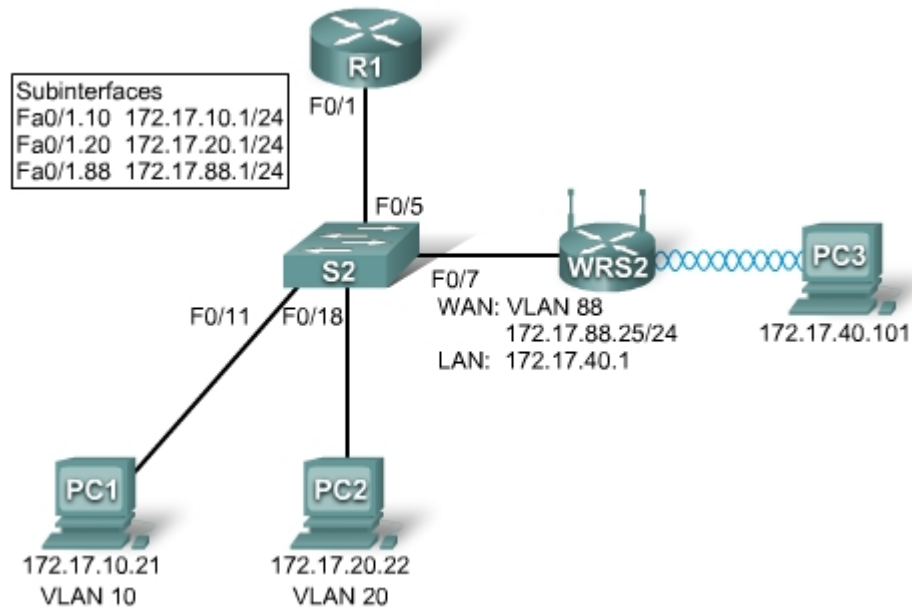 R1
Subinterfaces
Fa0/1.10 172.17.10.1/24
Fa0/1.20 172.17.20.1/24
Fa0/1.88 172.17.88.1/24
F0/1
F0/5
S2
WRS2
PC3
F0/7
F0/11
F0/18
WAN: VLAN 88
172.17.88.25/24
LAN: 172.17.40.1
172.17.40.101
PC1
PC2
172.17.10.21
172.17.20.22
VLAN 10
VLAN 20